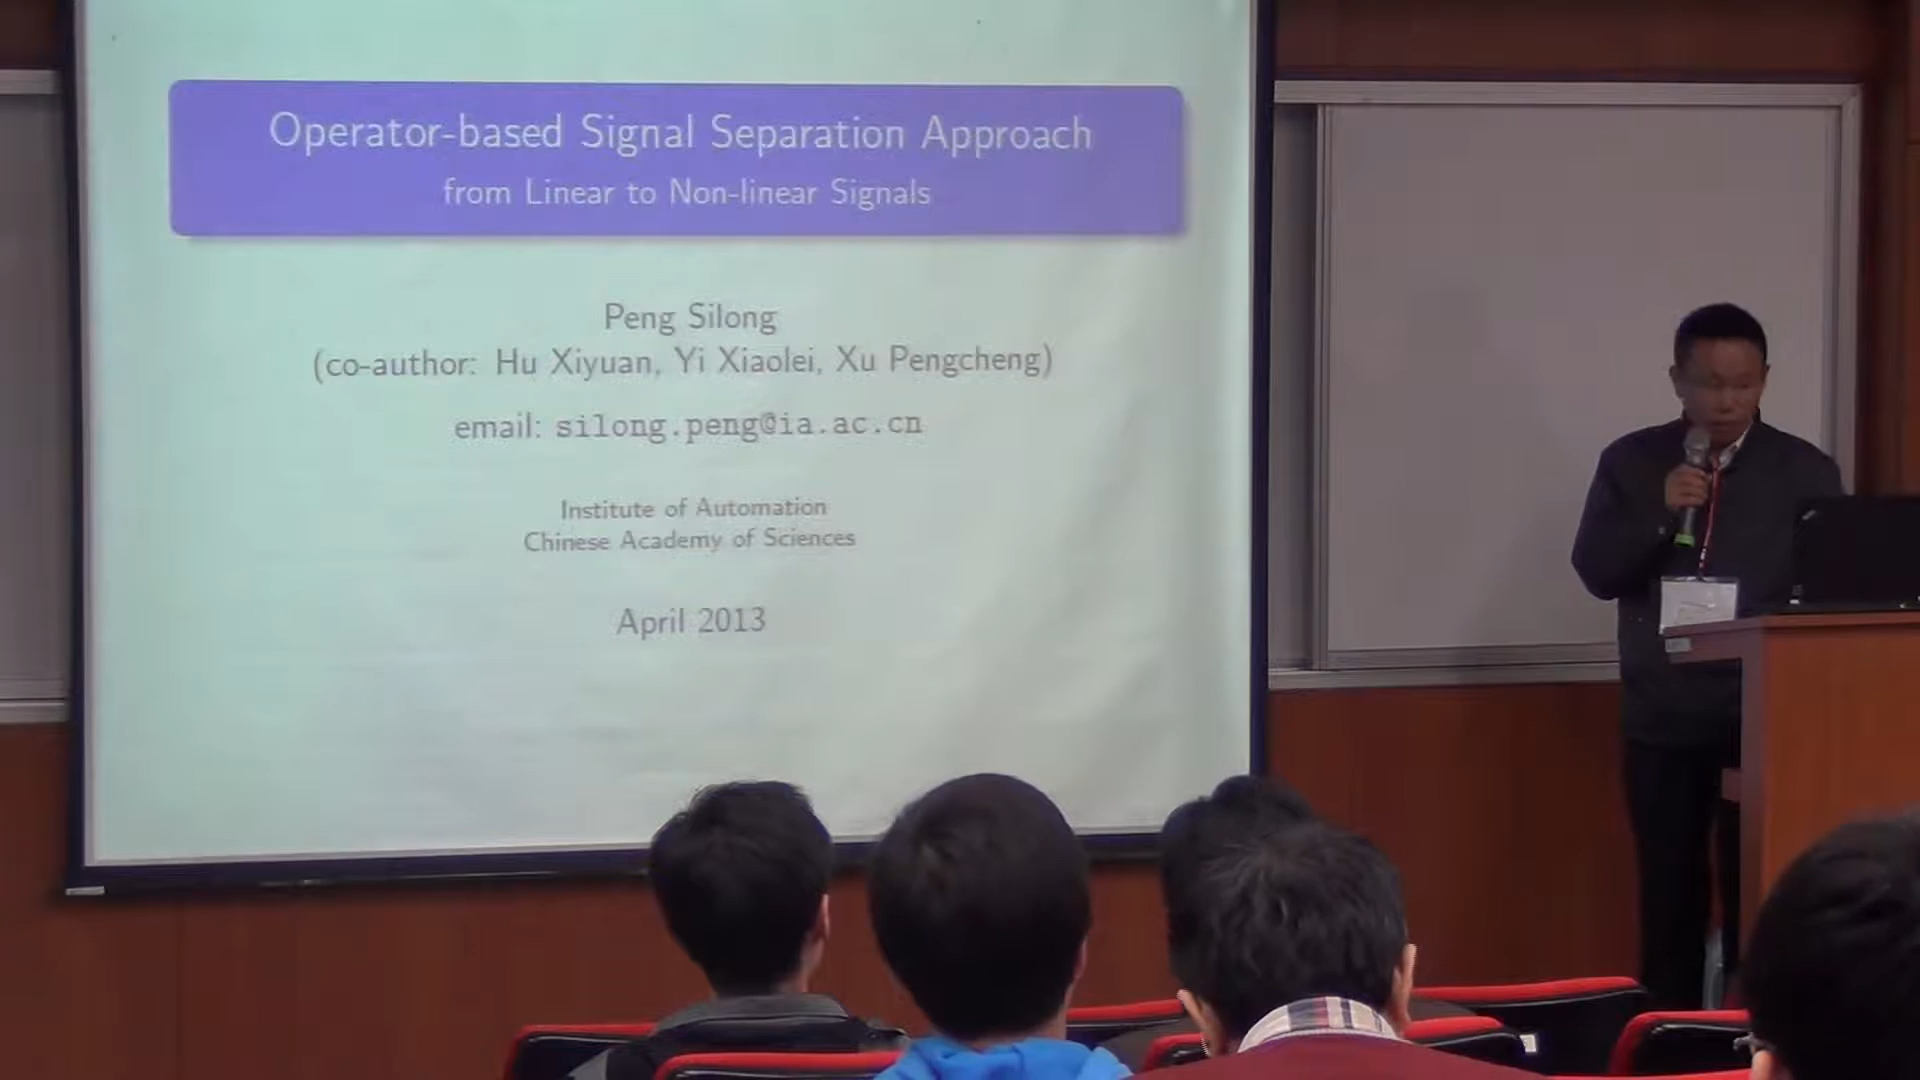 Operator-based Signal Separation Approach
from Linear to Non-linear Signals
Peng Silong
(co-author: Hu Xiyuan, Yi Xiaolei, Xu Pengcheng)
email: silong.peng@ia.ac.cn
Institute of Automation
Chinese Academy of Sciences
April 2013